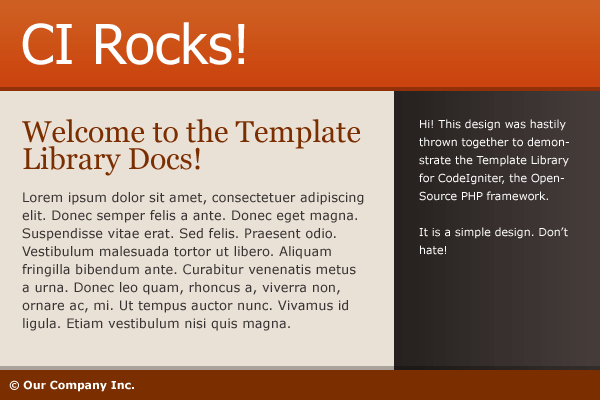 CI Rocks!
Welcome to the Template
Library Docs!
Lorem ipsum dolor sit amet, consectetuer adipiscing
elit. Donec semper felis a ante. Donec eget magna.
Suspendisse vitae erat. Sed felis. Praesent odio.
Vestibulum malesuada tortor ut libero. Aliquam
fringilla bibendum ante. Curabitur venenatis metus
a urna. Donec leo quam, rhoncus a, viverra non,
ornare ac, mi. Ut tempus auctor nunc. Vivamus id
ligula. Etiam vestibulum nisi quis magna.
Hi! This design was hastily
thrown together to demon-
strate the Template Library
for CodeIgniter, the Open-
Source PHP framework.
It is a simple design. Don’t
hate!
© Our Company Inc.